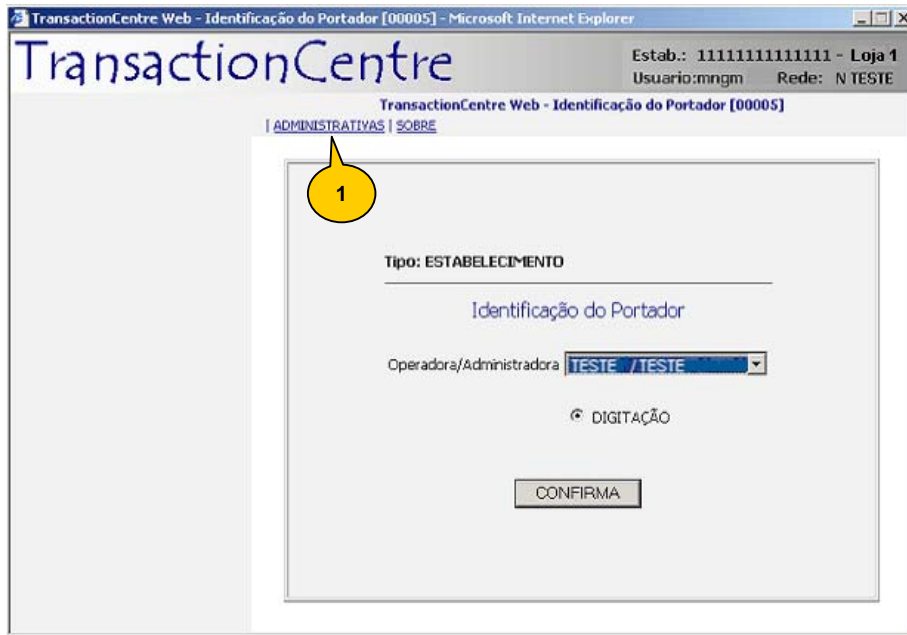 TransactionCentre Web - Identificação do Portador [00005] - Microsoft Internet Explorer
TransactionCentre
Estab.: 11111111111111 - Loja 1
Usuario:mngm Rede: N TESTE
TransactionCentre Web - Identificação do Portador [00005]
| ADMINISTRATIVAS | SOBRE
1
Tipo: ESTABELECIMENTO
Identificação do Portador
Operadora/Administradora TESTE / TESTE
DIGITAÇÃO
CONFIRMA